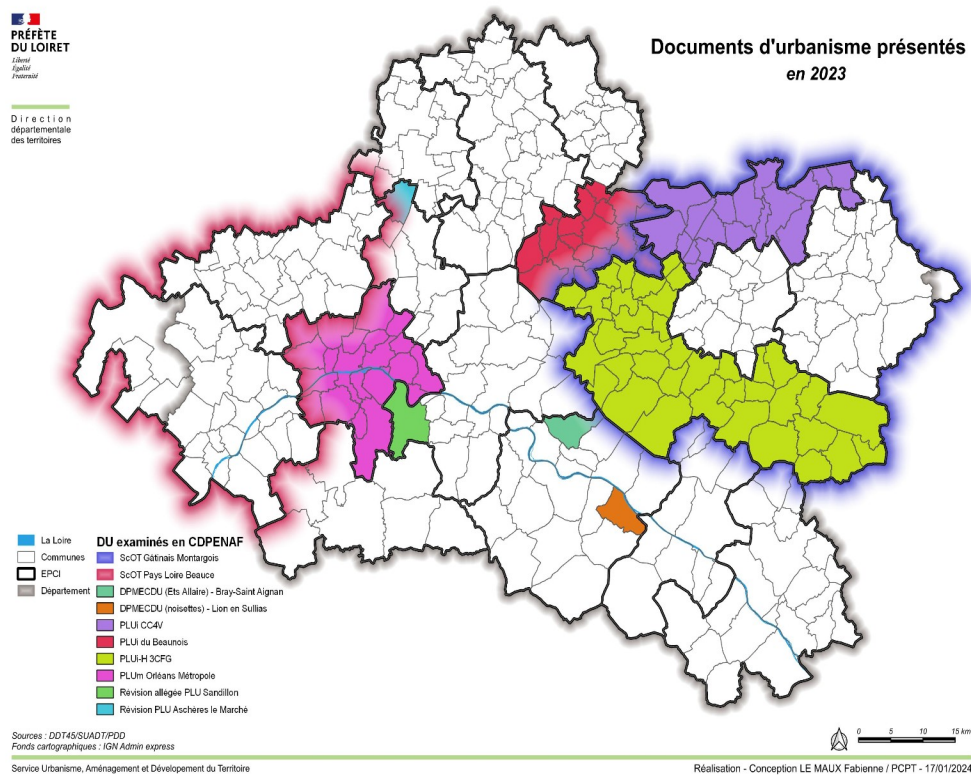 PRÉFÈTE
DU LOIRET
Liberté
Égalité
Fraternité
Direction
départementale
des territoires
Documents d'urbanisme présentés
en 2023
La Loire
Communes
EPCI
Département
DU examinés en CDPENAF
ScOT Gâtinais Montargois
ScOT Pays Loire Beauce
DPMECDU (Ets Allaire) - Bray-Saint Aignan
DPMECDU (noisettes) - Lion en Sullias
PLUi CC4V
PLUi du Beaunois
PLUi-H 3CFG
PLUm Orléans Métropole
Révision allégée PLU Sandillon
Révision PLU Aschères le Marché
Sources : DDT45/SUADT/PDD
Fonds cartographiques : IGN Admin express
0 5 10 15 km
Service Urbanisme, Aménagement et Dévelopement du Territoire
Réalisation - Conception LE MAUX Fabienne / PCPT - 17/01/2024